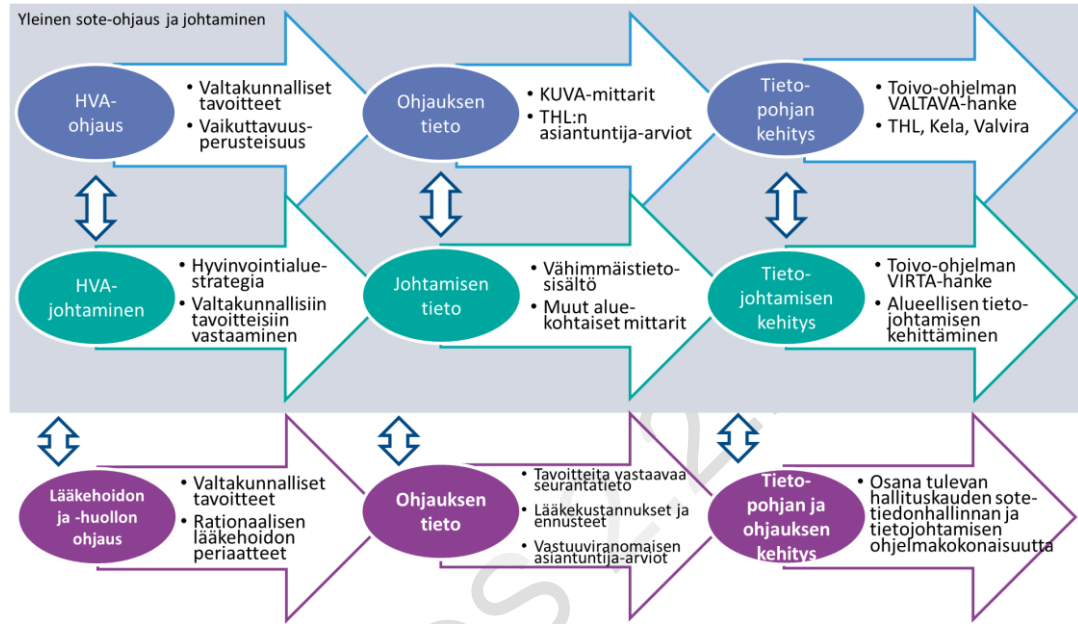 Yleinen sote-ohjaus ja johtaminen
HVA-
ohjaus
• Valtakunnalliset
tavoitteet
• Vaikuttavuus-
perusteisuus
Ohjauksen
tieto
• KUVA-mittarit
• THL:n
asiantuntija-arviot
Tieto-
pohjan
kehitys
• Toivo-ohjelman
VALTAVA-hanke
• THL, Kela, Valvira
HVA-
johtaminen
• Hyvinvointialue-
strategia
• Valtakunnallisiin
tavoitteisiin
vastaaminen
Johtamisen
tieto
• Vähimmäistieto-
sisältö
• Muut alue-
kohtaiset mittarit
Tieto-
johtamisen
kehitys
• Toivo-ohjelman
VIRTA-hanke
• Alueellisen tieto-
johtamisen
kehittäminen
Lääkehoidon
ja -huollon
ohjaus
• Valtakunnalliset
tavoitteet
• Rationaalisen
lääkehoidon
periaatteet
Ohjauksen
tieto
• Tavoitteita vastaavaa
seurantatieto
• Lääkekustannukset ja
ennusteet
• Vastuuviranomaisen
asiantuntija-arviot
Tieto-
pohjan ja
ohjauksen
kehitys
• Osana tulevan
hallituskauden sote-
tiedonhallinnan ja
tietojohtamisen
ohjelmakokonaisuutta